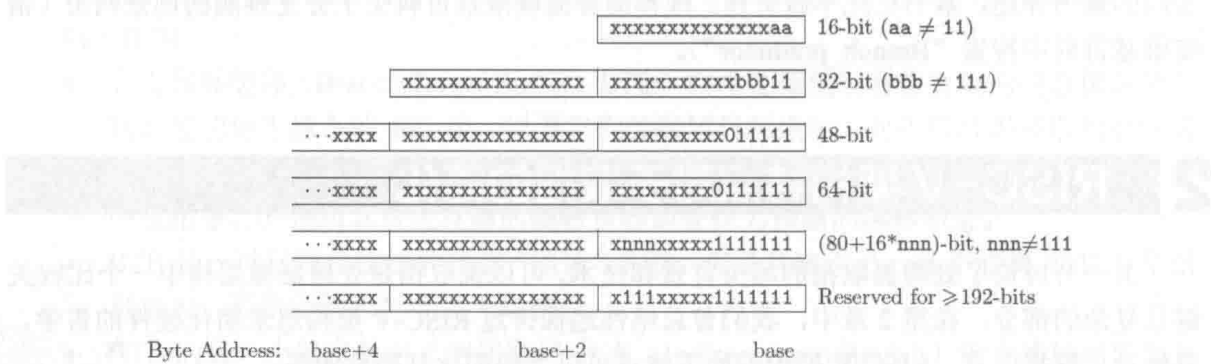 xxxxxxxxxxxxxxaa 16-bit (aa ≠ 11)
xxxxxxxxxxxxxxxx xxxxxxxxxxxbbb11 32-bit (bbb ≠ 111)
···xxxx xxxxxxxxxxxxxxxx xxxxxxxxxx011111 48-bit
···xxxx xxxxxxxxxxxxxxxx xxxxxxxxx0111111 64-bit
···xxxx xxxxxxxxxxxxxxxx xnnnxxxxx1111111 (80+16*nnn)-bit, nnn≠111
···xxxx xxxxxxxxxxxxxxxx x111xxxxx1111111 Reserved for ⩾192-bits
Byte Address: base+4 base+2 base